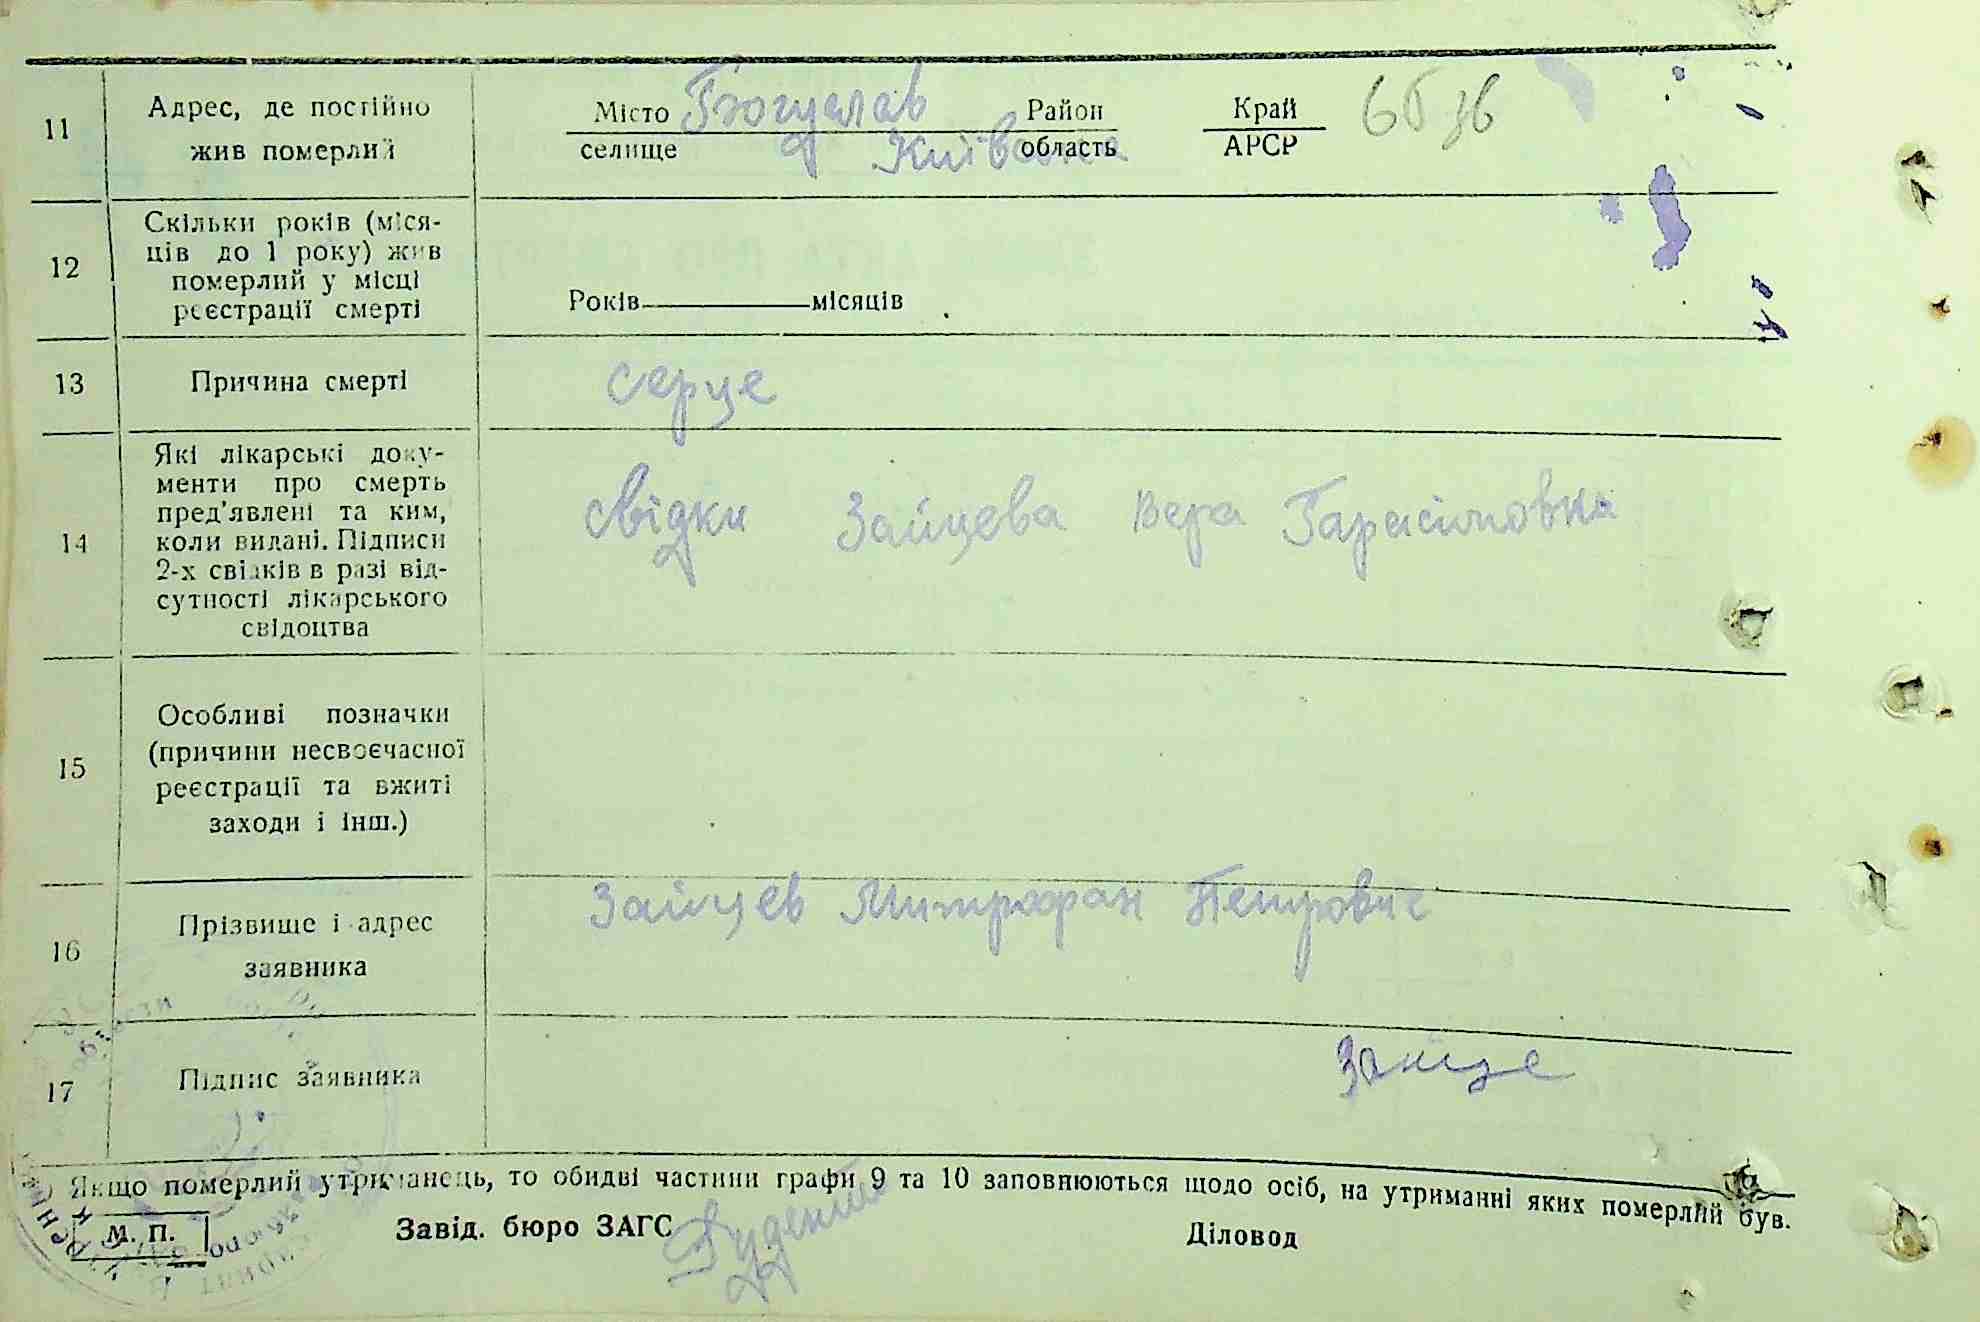 11 Адрес, де постійно жив померлий
Місто Богуслав Район Край
селище Київська область АРСР
12 Скільки років (міся-
ців до 1 року) жив
померлий у місці
реєстрації смерті
Років місяців
13 Причина смерті серце
14 Які лікарські доку-
менти про смерть
пред'явлені та ким,
коли видані. Підписи
2-х свідків в разі від-
сутності лікарського
свідоцтва
свідки Зайцева Вера Гарасімовна
15 Особливі позначки
(причини несвоєчасної
реєстрації та вжиті
заходи і інш.)
16 Прізвище і адрес
заявника
Зайцев Митрофан Петрович
17 Підпис заявника
Якщо померлий утриманець, то обидві частини графи 9 та 10 заповнюються щодо осіб, на утриманні яких померлий був.
М. П. Завід. бюро ЗАГС Діловод